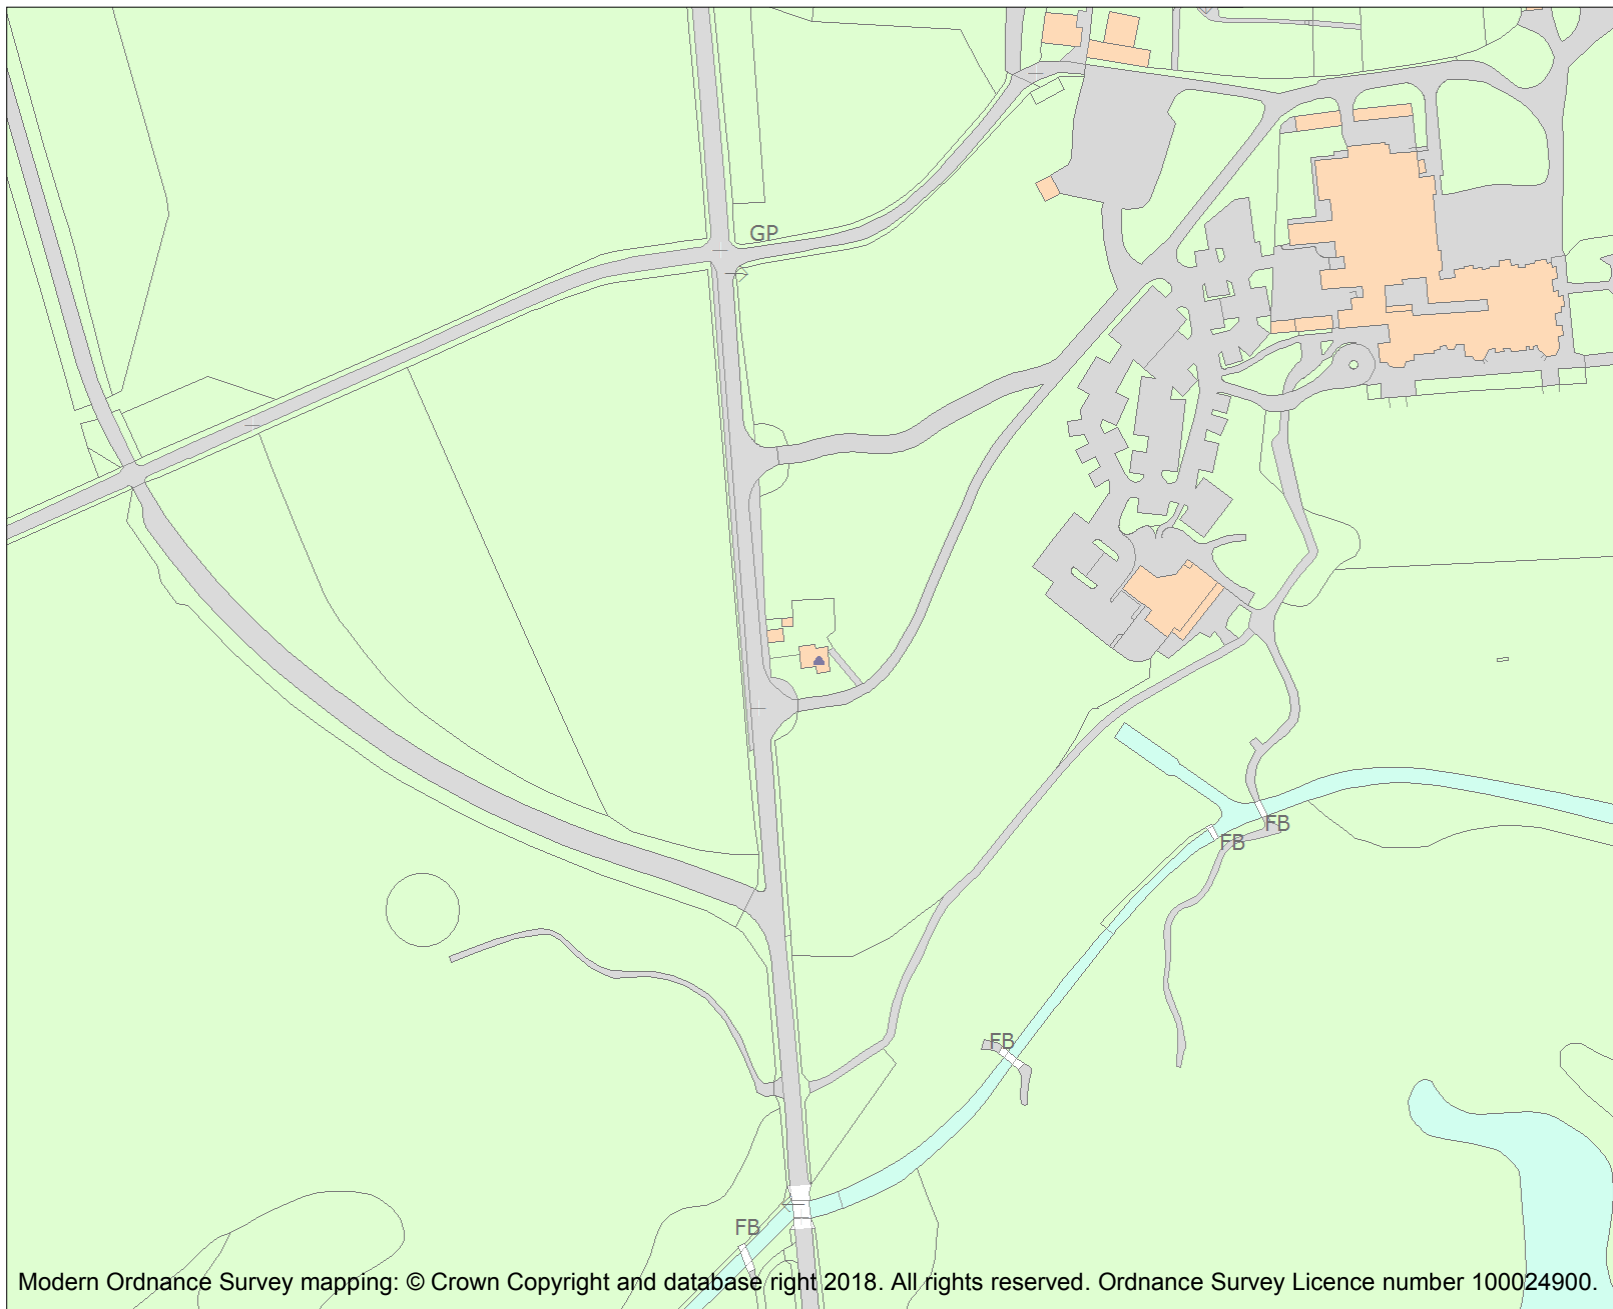 GP
FB
FB
FB
FB
Modern Ordnance Survey mapping: © Crown Copyright and database right 2018. All rights reserved. Ordnance Survey Licence number 100024900.